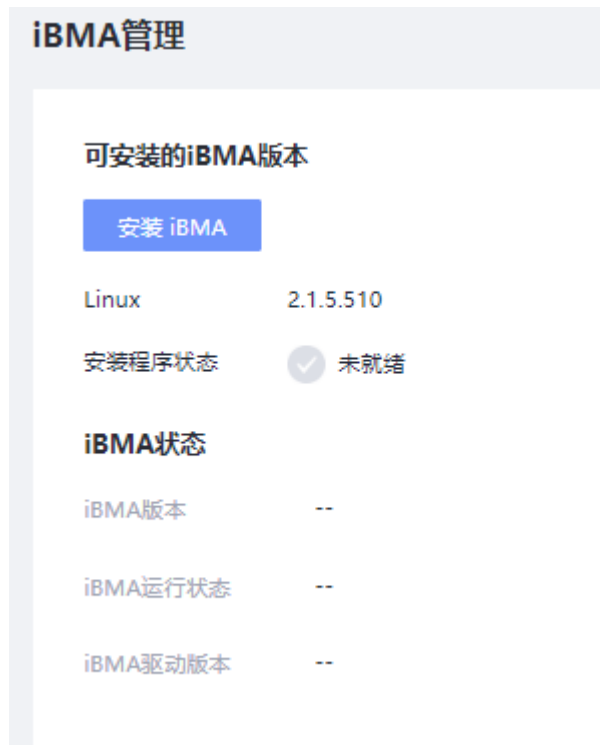 iBMA管理
可安装的iBMA版本
安装 iBMA
Linux 2.1.5.510
安装程序状态 未就绪
iBMA状态
iBMA版本 --
iBMA运行状态 --
iBMA驱动版本 --